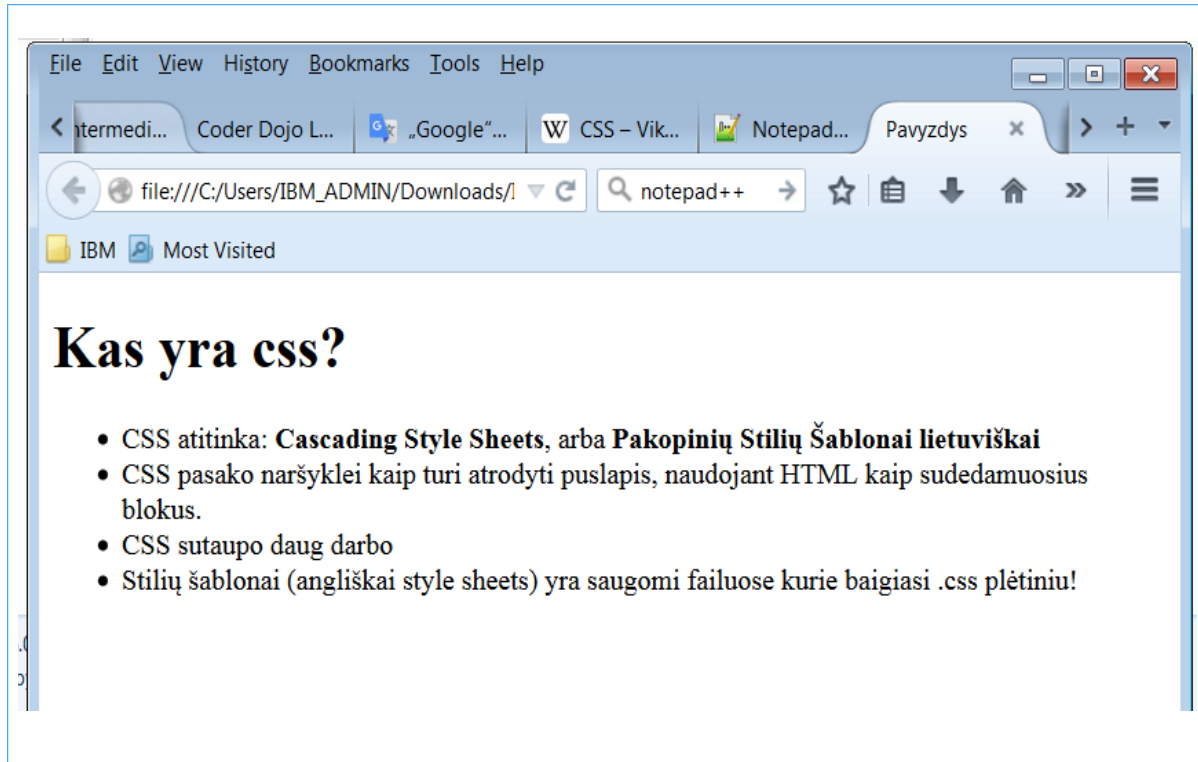 File Edit View History Bookmarks Tools Help
ntermedi... Coder Dojo L... „Google“... CSS – Vik... Notepad... Pavyzdys
file:///C:/Users/IBM_ADMIN/Downloads/ notepad++
IBM Most Visited
Kas yra css?
• CSS atitinka: Cascading Style Sheets, arba Pakopinių Stilių Šablonai lietuviškai
• CSS pasako naršyklei kaip turi atrodyti puslapis, naudojant HTML kaip sudedamuosius
blokus.
• CSS sutaupo daug darbo
• Stilių šablonai (angliškai style sheets) yra saugomi failuose kurie baigiasi .css plėtiniu!